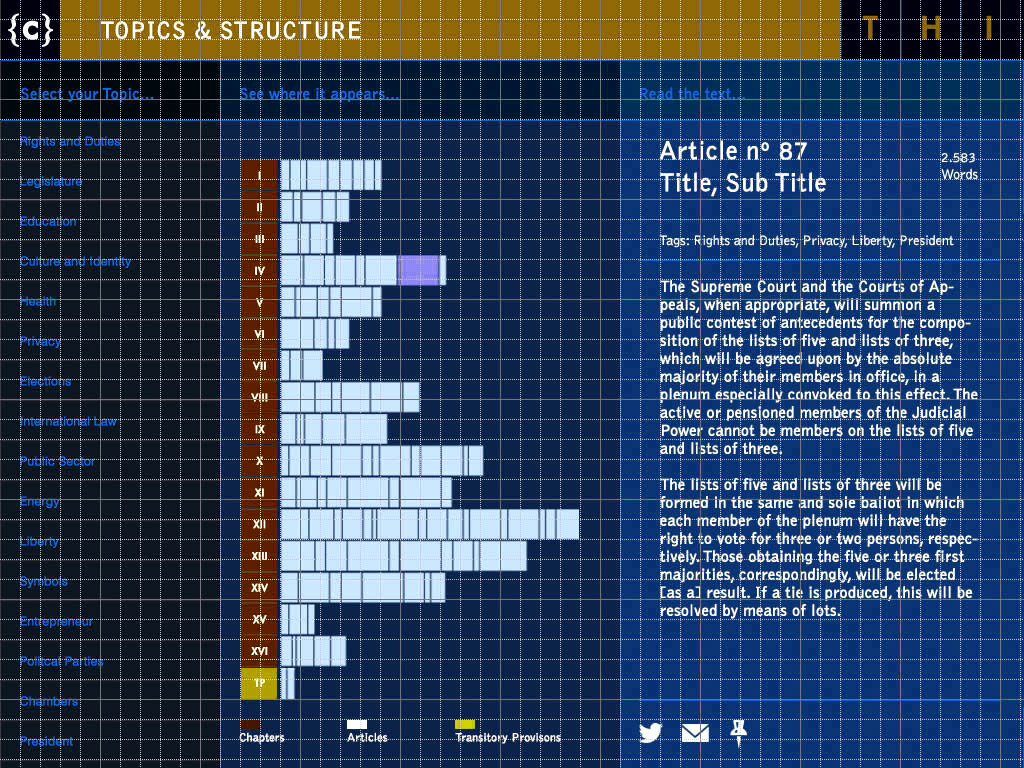 {c}
TOPICS & STRUCTURE
T H I
Select your Topic...
See where it appears...
Read the text...
Rights and Duties
Legislature
Education
Culture and Identity
Health
Privacy
Elections
International Law
Public Sector
Energy
Liberty
Symbols
Entrepreneur
Political Parties
Chambers
President
I
II
III
IV
V
VI
VII
VIII
IX
X
XI
XII
XIII
XIV
XV
XVI
TP
Chapters
Articles
Transitory Provisons
Article nº 87
Title, Sub Title
2.583
Words
Tags: Rights and Duties, Privacy, Liberty, President
The Supreme Court and the Courts of Ap-
peals, when appropriate, will summon a
public contest of antecedents for the compo-
sition of the lists of five and lists of three,
which will be agreed upon by the absolute
majority of their members in office, in a
plenum especially convoked to this effect. The
active or pensioned members of the Judicial
Power cannot be members on the lists of five
and lists of three.
The lists of five and lists of three will be
formed in the same and sole ballot in which
each member of the plenum will have the
right to vote for three or two persons, respec-
tively. Those obtaining the five or three first
majorities, correspondingly, will be elected
[as a] result. If a tie is produced, this will be
resolved by means of lots.